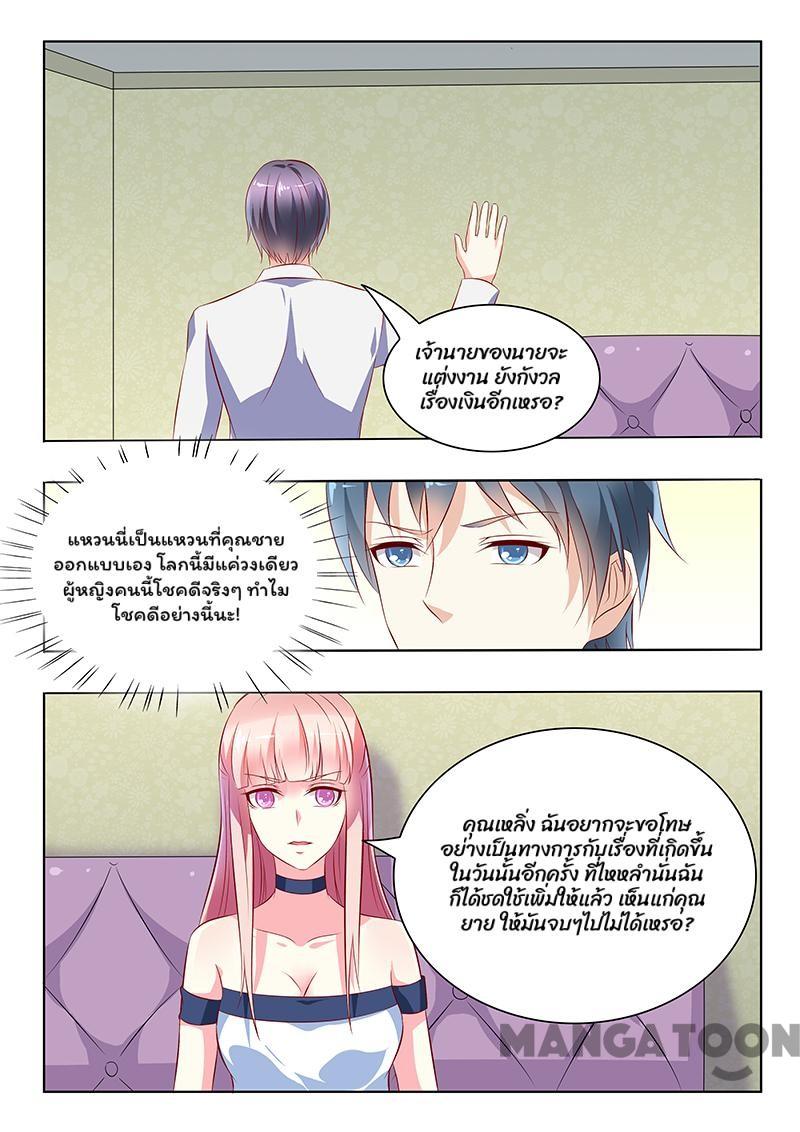 เจ้านายของนายจะ
แต่งงาน ยังกังวล
เรื่องเงินอีกเหรอ?
แหวนนี่เป็นแหวนที่คุณชาย
ออกแบบเอง โลกนี้มีแค่วงเดียว
ผู้หญิงคนนี้โชคดีจริงๆ ทำไม
โชคดีอย่างนี้นะ!
คุณเหลิ่ง ฉันอยากจะขอโทษ
อย่างเป็นทางการกับเรื่องที่เกิดขึ้น
ในวันนั้นอีกครั้ง ที่ไหหลำนั่นฉัน
ก็ได้ชดใช้เพิ่มให้แล้ว เห็นแก่คุณ
ยาย ให้มันจบๆไปไม่ได้เหรอ?
MANGATOON